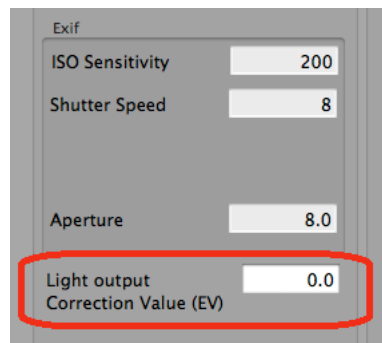 Exif
ISO Sensitivity 200
Shutter Speed 8
Aperture 8.0
Light output 0.0
Correction Value (EV)